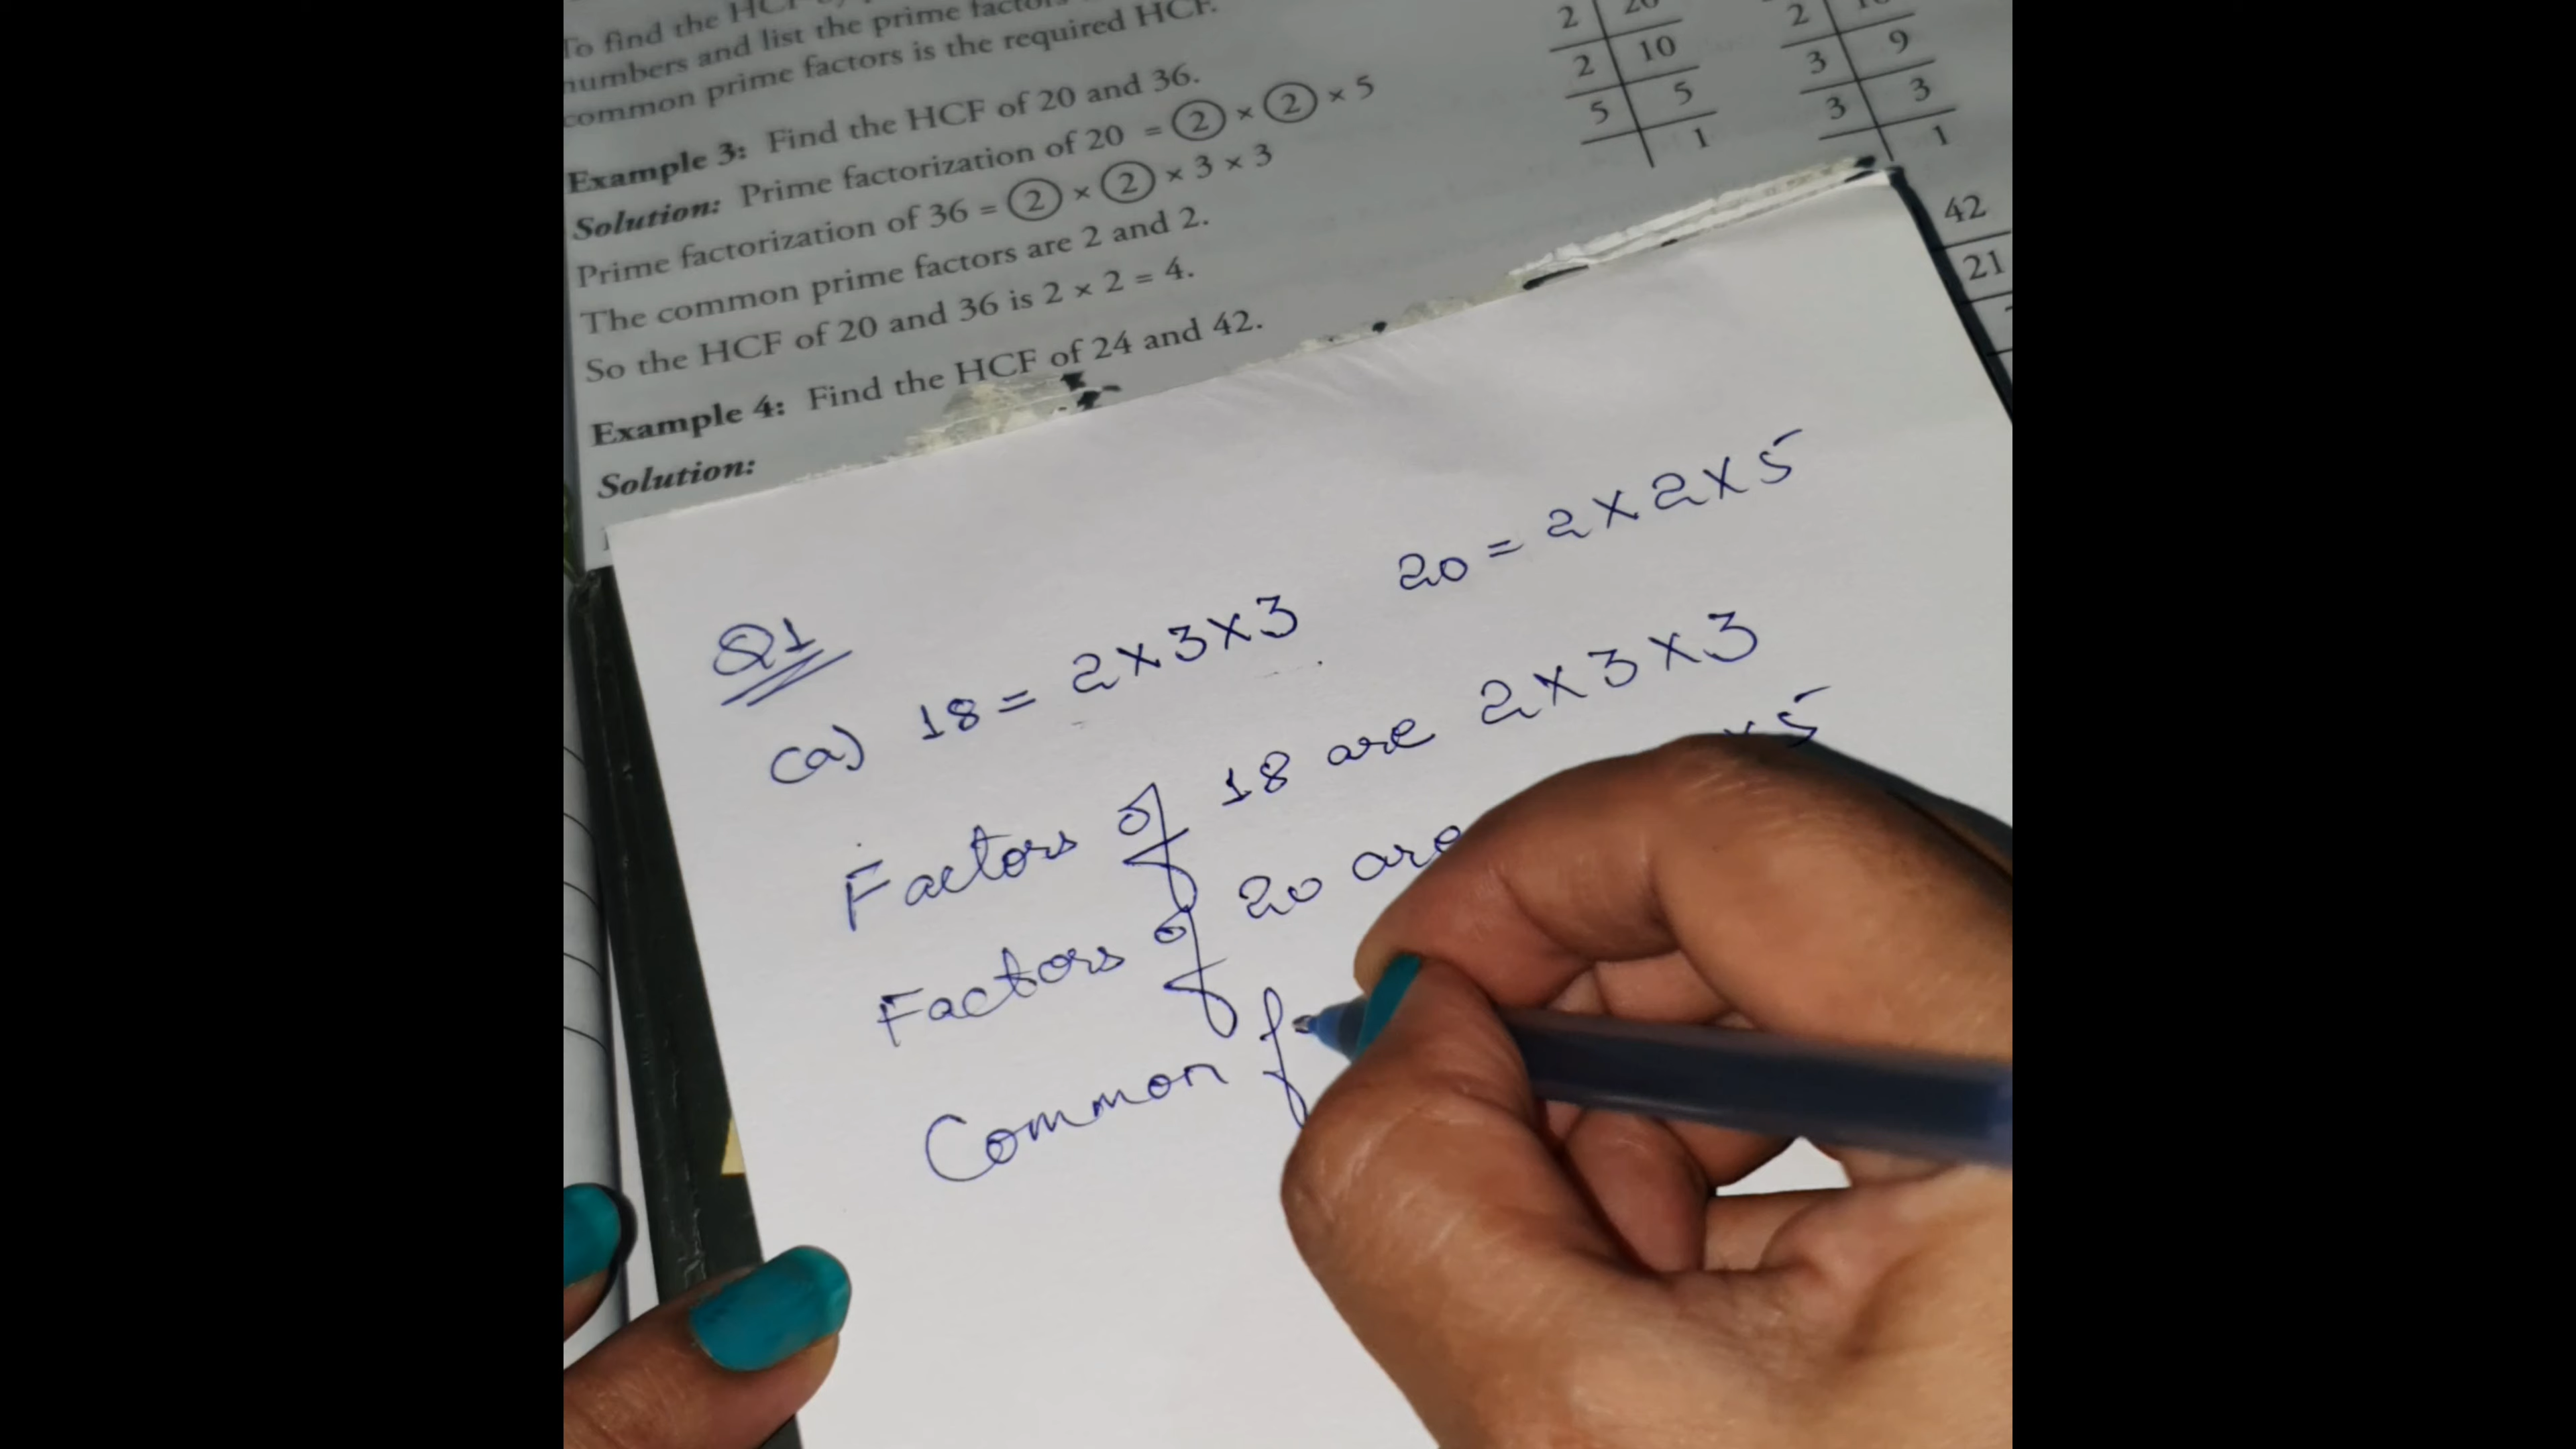 To find the HCF
numbers and list the prime factors
common prime factors is the required HCF.
Example 3: Find the HCF of 20 and 36.
Solution: Prime factorization of 20 = 2 × 2 × 5
Prime factorization of 36 = 2 × 2 × 3 × 3
The common prime factors are 2 and 2.
So the HCF of 20 and 36 is 2 × 2 = 4.
Example 4: Find the HCF of 24 and 42.
Solution:
2 20
2 10
5 5
1
2
3 9
3 3
1
42
21
Q1
(a) 18 = 2×3×3 20 = 2×2×5
Factors of 18 are 2×3×3
Factors of 20 are ×5
Common f